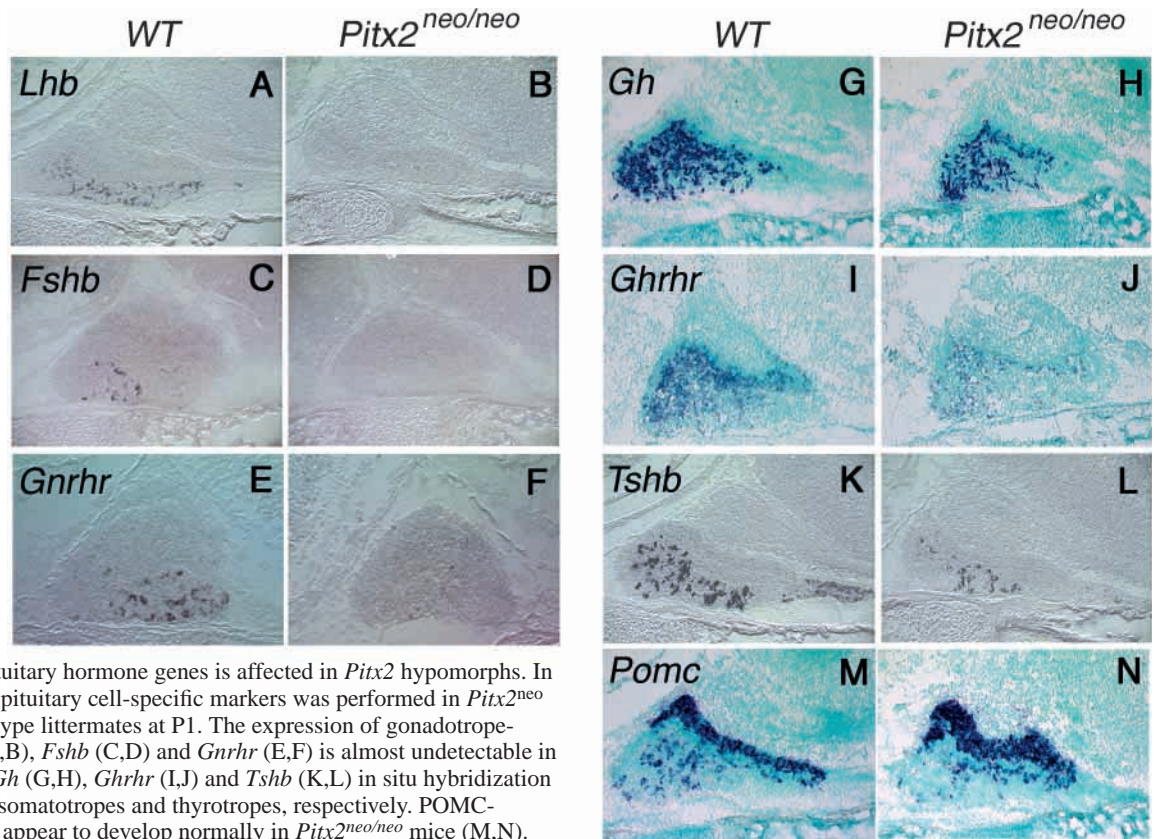 WT Pitx2neo/neo WT Pitx2neo/neo
Lhb A B Gh G H
Fshb C D Ghrhr I J
Gnrhr E F Tshb K L
Pomc M N
tuitary hormone genes is affected in Pitx2 hypomorphs. In
pituitary cell-specific markers was performed in Pitx2neo
type littermates at P1. The expression of gonadotrope-
,B), Fshb (C,D) and Gnrhr (E,F) is almost undetectable in
Gh (G,H), Ghrhr (I,J) and Tshb (K,L) in situ hybridization
somatotropes and thyrotropes, respectively. POMC-
appear to develop normally in Pitx2neo/neo mice (M,N).